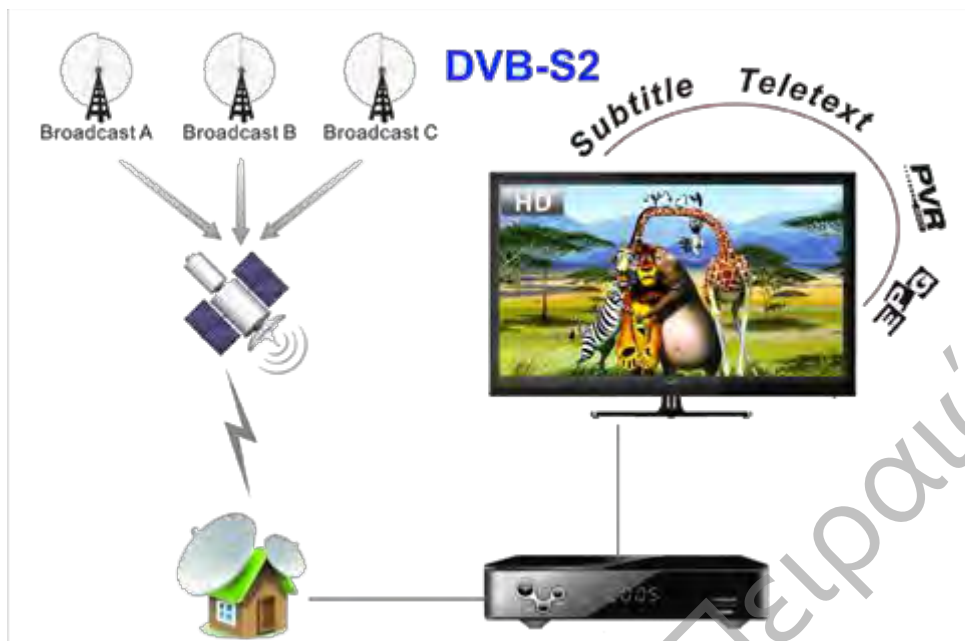 DVB-S2
Broadcast A
Broadcast B
Broadcast C
Subtitle Teletext
PVR
EPG
HD